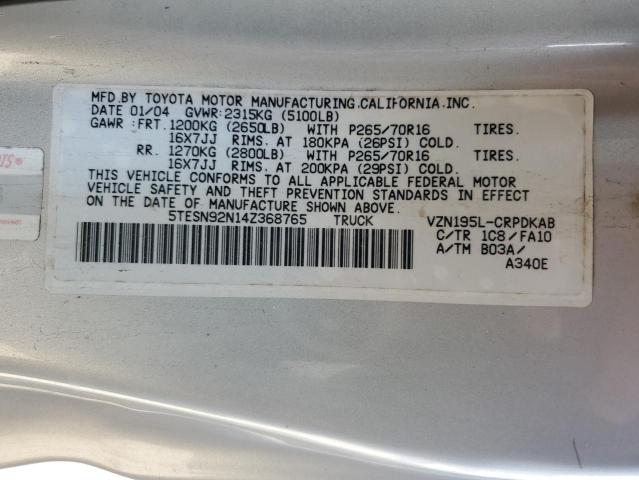 MFD.BY TOYOTA MOTOR MANUFACTURING.CALIFORNIA.INC.
DATE 01/04 GVWR:2315KG (5100LB)
GAWR :FRT.1200KG (2650LB) WITH P265/70R16 TIRES.
16X7JJ RIMS. AT 180KPA (26PSI) COLD.
RR. 1270KG (2800LB) WITH P265/70R16 TIRES.
16X7JJ RIMS. AT 200KPA (29PSI) COLD.
THIS VEHICLE CONFORMS TO ALL APPLICABLE FEDERAL MOTOR
VEHICLE SAFETY AND THEFT PREVENTION STANDARDS IN EFFECT
ON THE DATE OF MANUFACTURE SHOWN ABOVE.
5TESN92N14Z368765 TRUCK VZN195L-CRPDKAB
C/TR 1C8/FA10
A/TM B03A/
A340E